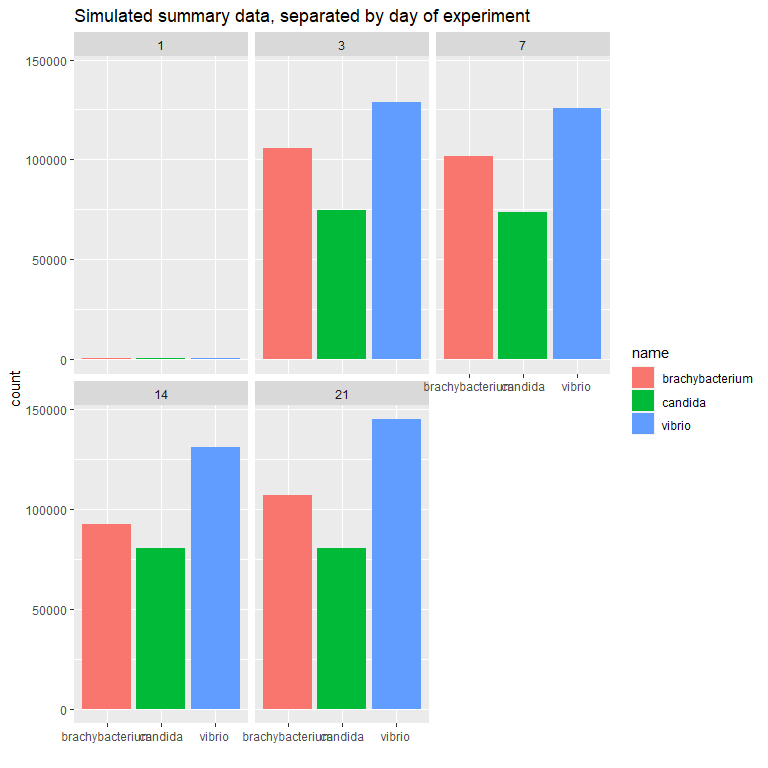 Simulated summary data, separated by day of experiment
1 3 7
150000
100000
50000
0
brachybacterium candida vibrio
14 21
150000
100000
50000
0
brachybacterium candida vibrio brachybacterium candida vibrio
count
name
brachybacterium
candida
vibrio